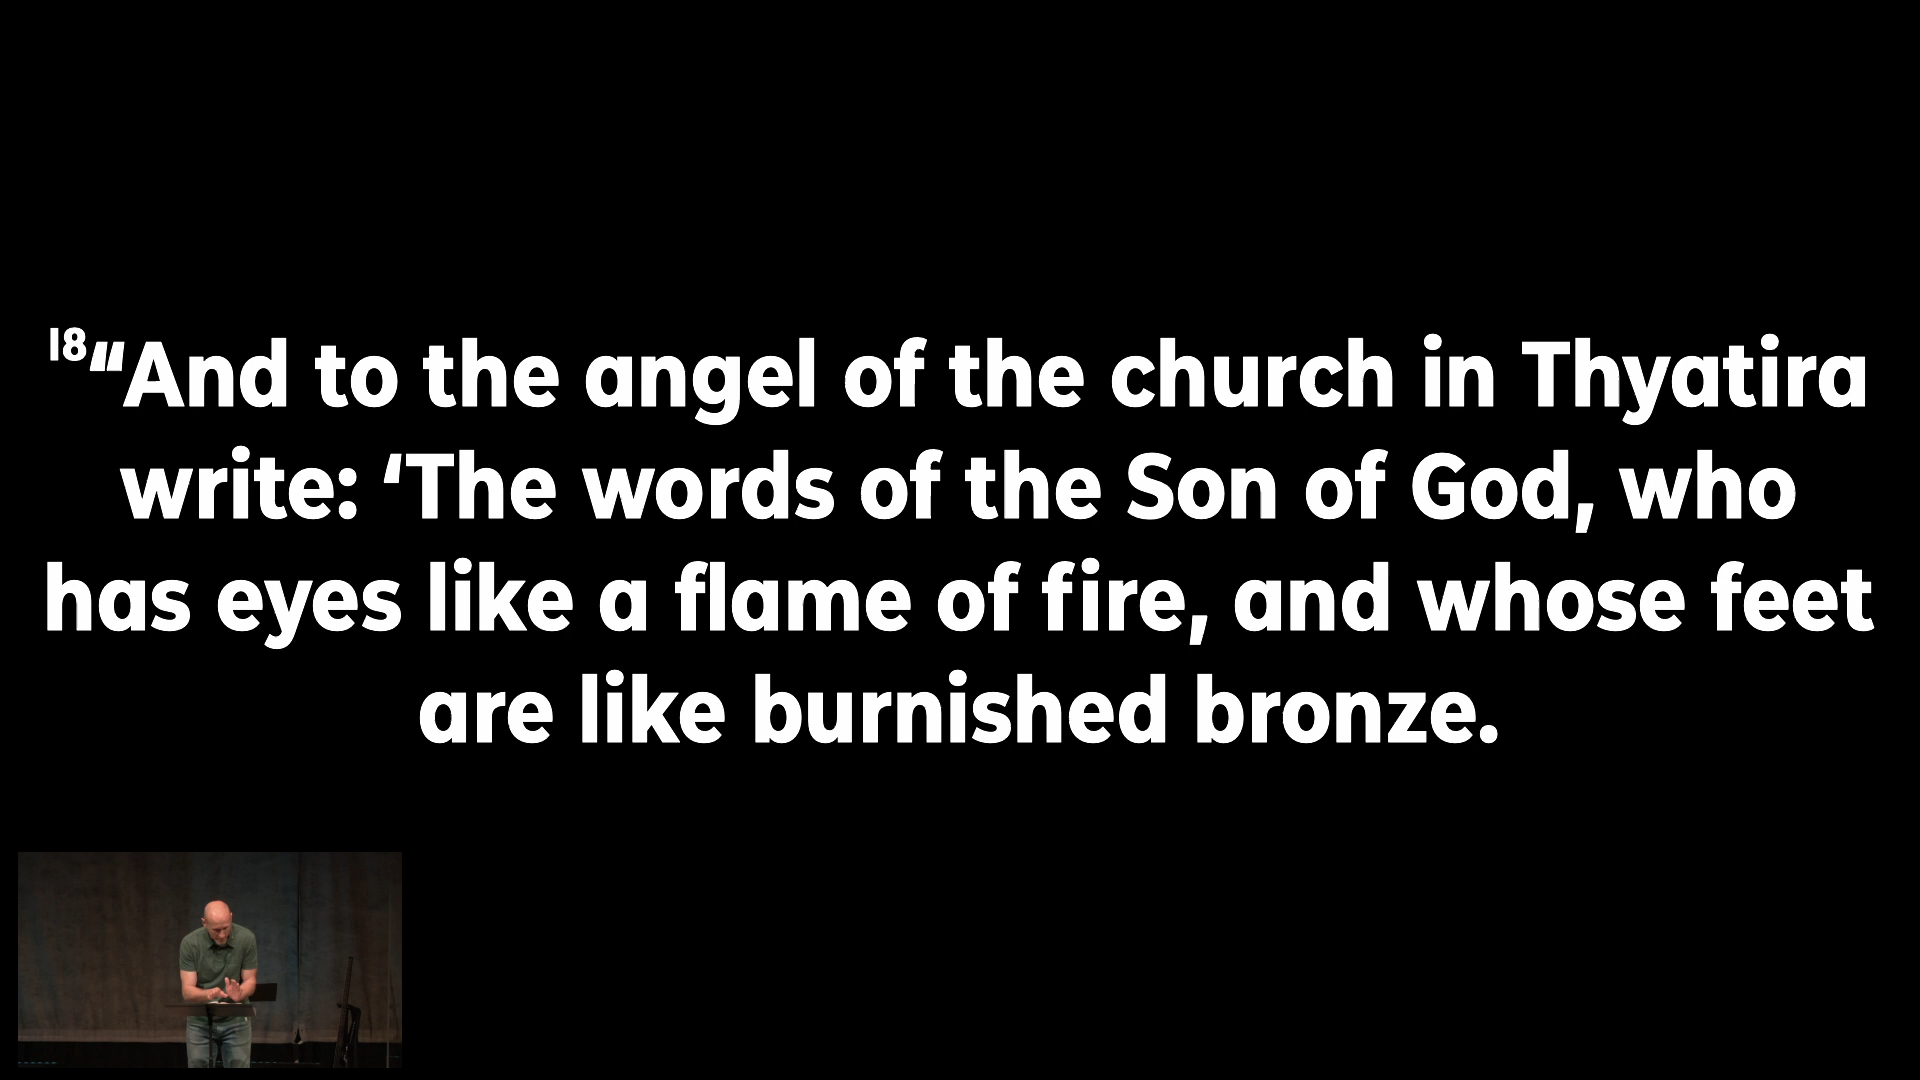 ¹⁸“And to the angel of the church in Thyatira
write: ‘The words of the Son of God, who
has eyes like a flame of fire, and whose feet
are like burnished bronze.